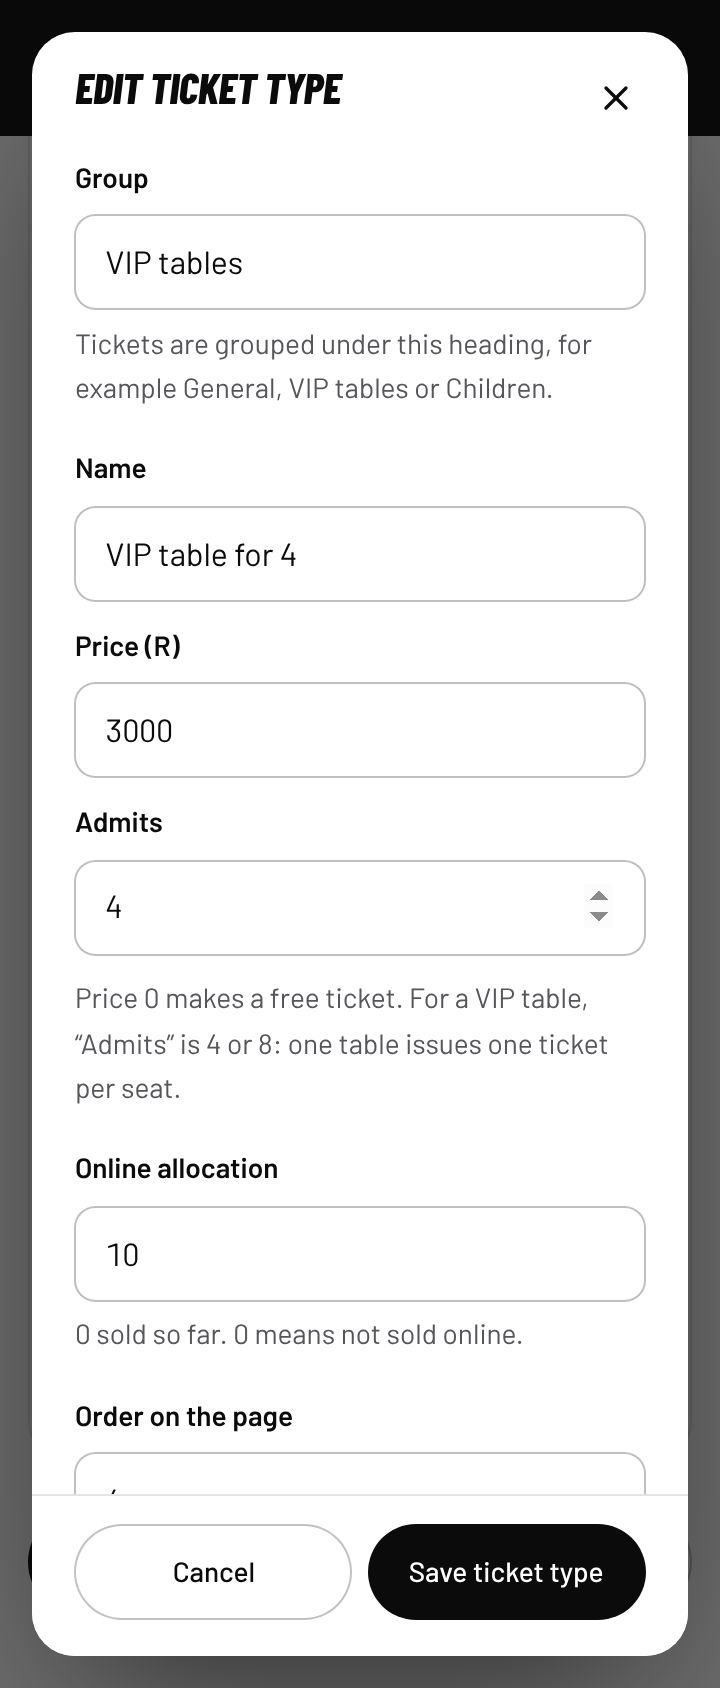 EDIT TICKET TYPE
Group
VIP tables
Tickets are grouped under this heading, for
example General, VIP tables or Children.
Name
VIP table for 4
Price (R)
3000
Admits
4
Price 0 makes a free ticket. For a VIP table,
“Admits” is 4 or 8: one table issues one ticket
per seat.
Online allocation
10
0 sold so far. 0 means not sold online.
Order on the page
Cancel
Save ticket type